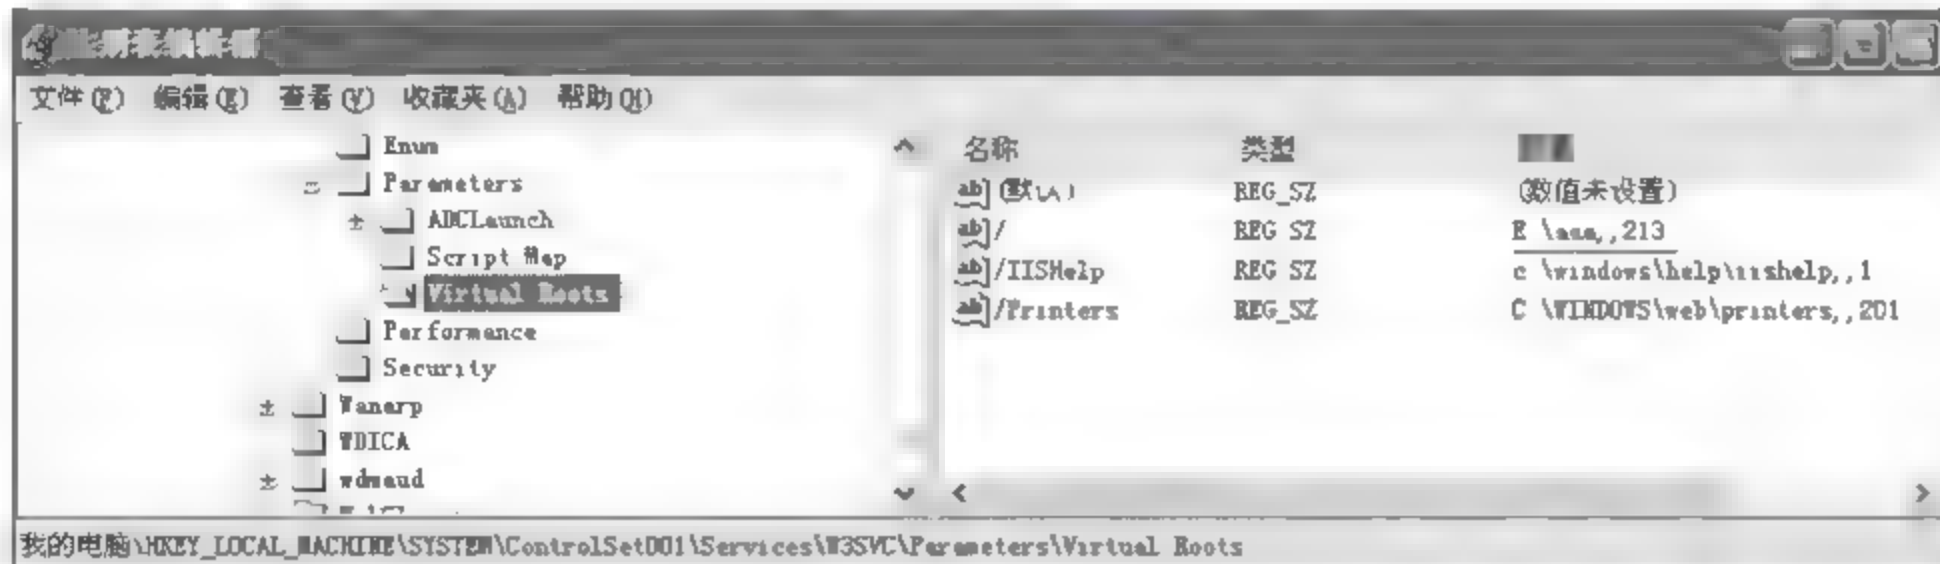 注册表编辑器
文件(F) 编辑(E) 查看(V) 收藏夹(A) 帮助(H)
Enum
Parameters
ADCLaunch
Script Map
Virtual Roots
Performance
Security
Wanarp
WDICA
wdmaud
名称 类型
(默认) REG_SZ (数值未设置)
/ REG_SZ E:\aaa,,213
/IISHelp REG_SZ c:\windows\help\iishelp,,1
/Printers REG_SZ C:\WINDOWS\web\printers,,201
我的电脑\HKEY_LOCAL_MACHINE\SYSTEM\ControlSet001\Services\W3SVC\Parameters\Virtual Roots